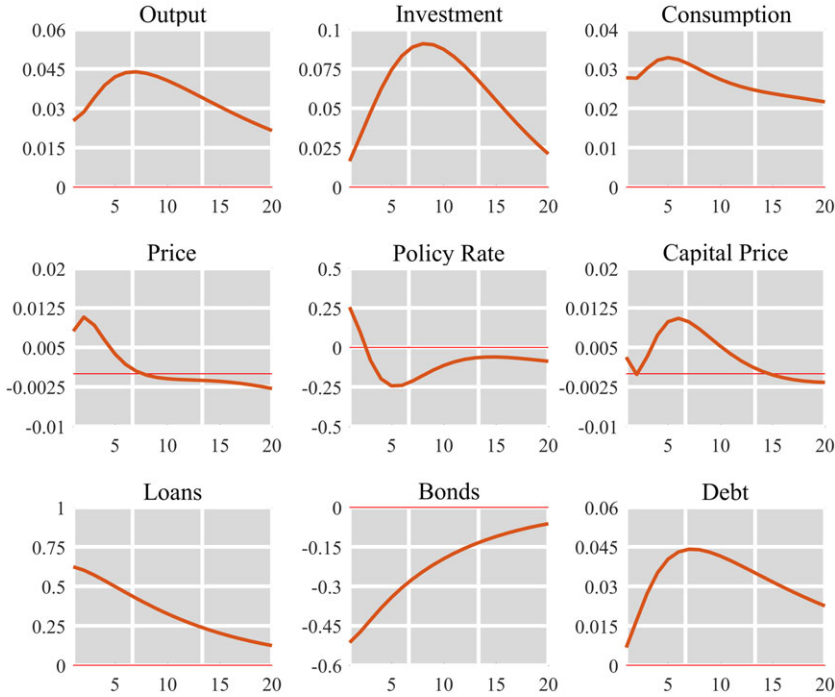 Output Investment Consumption
0.06 0.1 0.04
0.045 0.075 0.03
0.03 0.05 0.02
0.015 0.025 0.01
0 0 0
5 10 15 20 5 10 15 20 5 10 15 20
Price Policy Rate Capital Price
0.02 0.5 0.02
0.0125 0.25 0.0125
0.005 0 0.005
-0.0025 -0.25 -0.0025
-0.01 -0.5 -0.01
5 10 15 20 5 10 15 20 5 10 15 20
Loans Bonds Debt
1 0 0.06
0.75 -0.15 0.045
0.5 -0.3 0.03
0.25 -0.45 0.015
0 -0.6 0
5 10 15 20 5 10 15 20 5 10 15 20